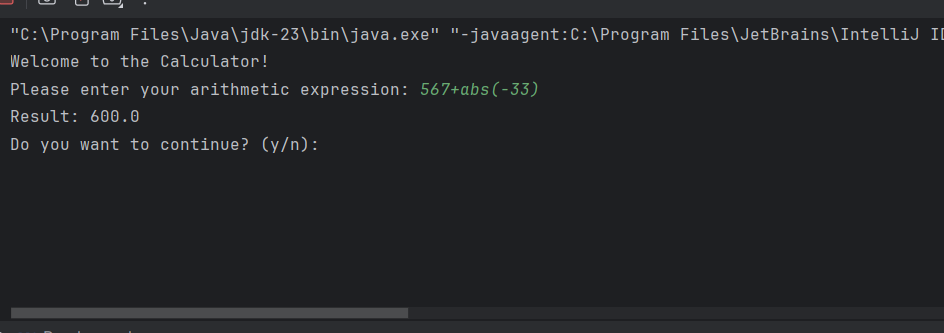 "C:\Program Files\Java\jdk-23\bin\java.exe" "-javaagent:C:\Program Files\JetBrains\IntelliJ
Welcome to the Calculator!
Please enter your arithmetic expression: 567+abs(-33)
Result: 600.0
Do you want to continue? (y/n):